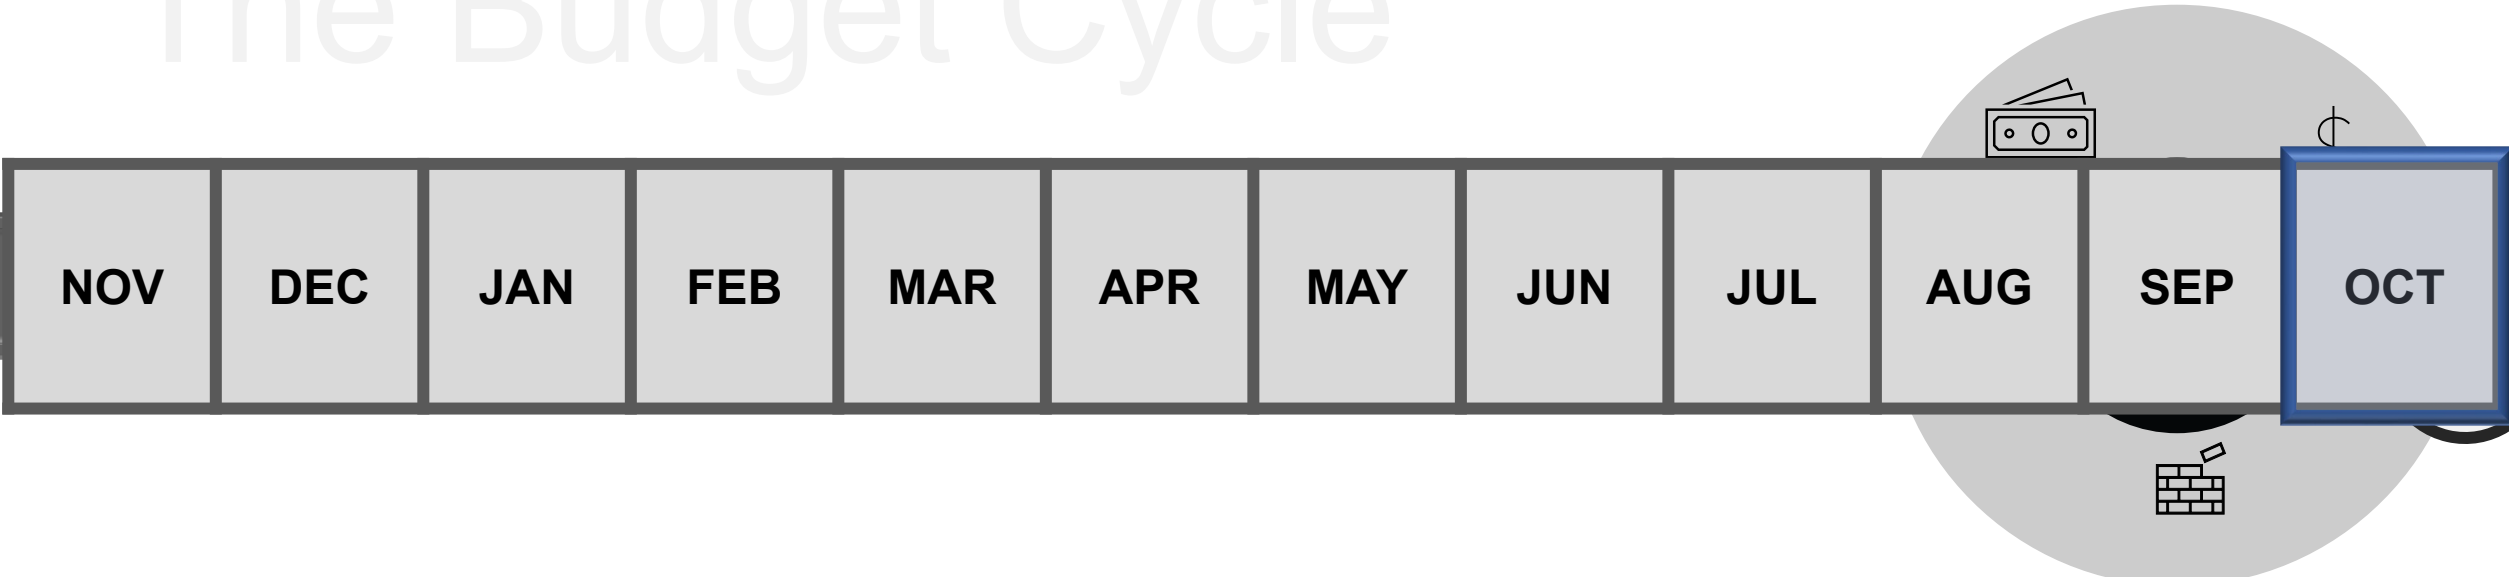 The Budget Cycle
NOV DEC JAN FEB MAR APR MAY JUN JUL AUG SEP OCT